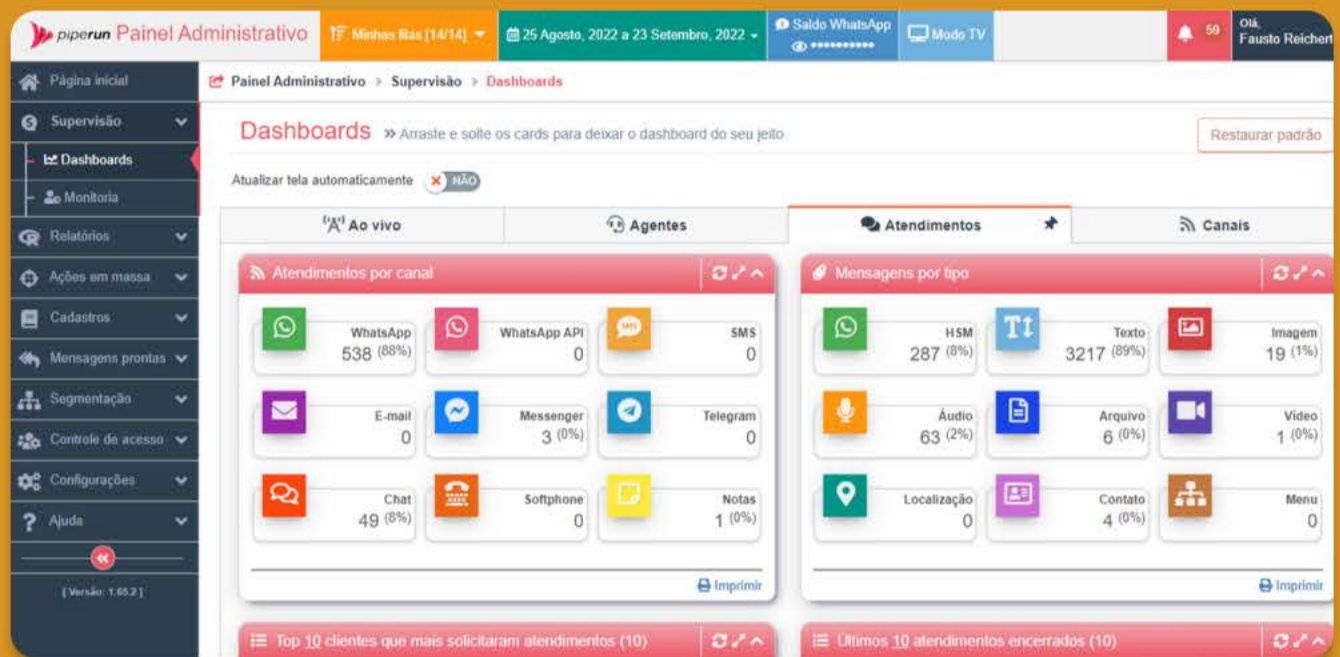 piperun Painel Administrativo
Minhas filas [14/14]
25 Agosto, 2022 a 23 Setembro, 2022
Saldo WhatsApp
••••••••••
Modo TV
59
Olá,
Fausto Reichert
Página inicial
Supervisão
Dashboards
Monitoria
Relatórios
Ações em massa
Cadastros
Mensagens prontas
Segmentação
Controle de acesso
Configurações
Ajuda
[ Versão: 1.65.2 ]
Painel Administrativo > Supervisão > Dashboards
Dashboards » Arraste e solte os cards para deixar o dashboard do seu jeito
Restaurar padrão
Atualizar tela automaticamente NÃO
Ao vivo
Agentes
Atendimentos
Canais
Atendimentos por canal
WhatsApp
538 (88%)
WhatsApp API
0
SMS
SMS
0
E-mail
0
Messenger
3 (0%)
Telegram
0
Chat
49 (8%)
Softphone
0
Notas
1 (0%)
Imprimir
Mensagens por tipo
HSM
287 (8%)
Texto
3217 (89%)
Imagem
19 (1%)
Áudio
63 (2%)
Arquivo
6 (0%)
Vídeo
1 (0%)
Localização
0
Contato
4 (0%)
Menu
0
Imprimir
Top 10 clientes que mais solicitaram atendimentos (10)
Últimos 10 atendimentos encerrados (10)